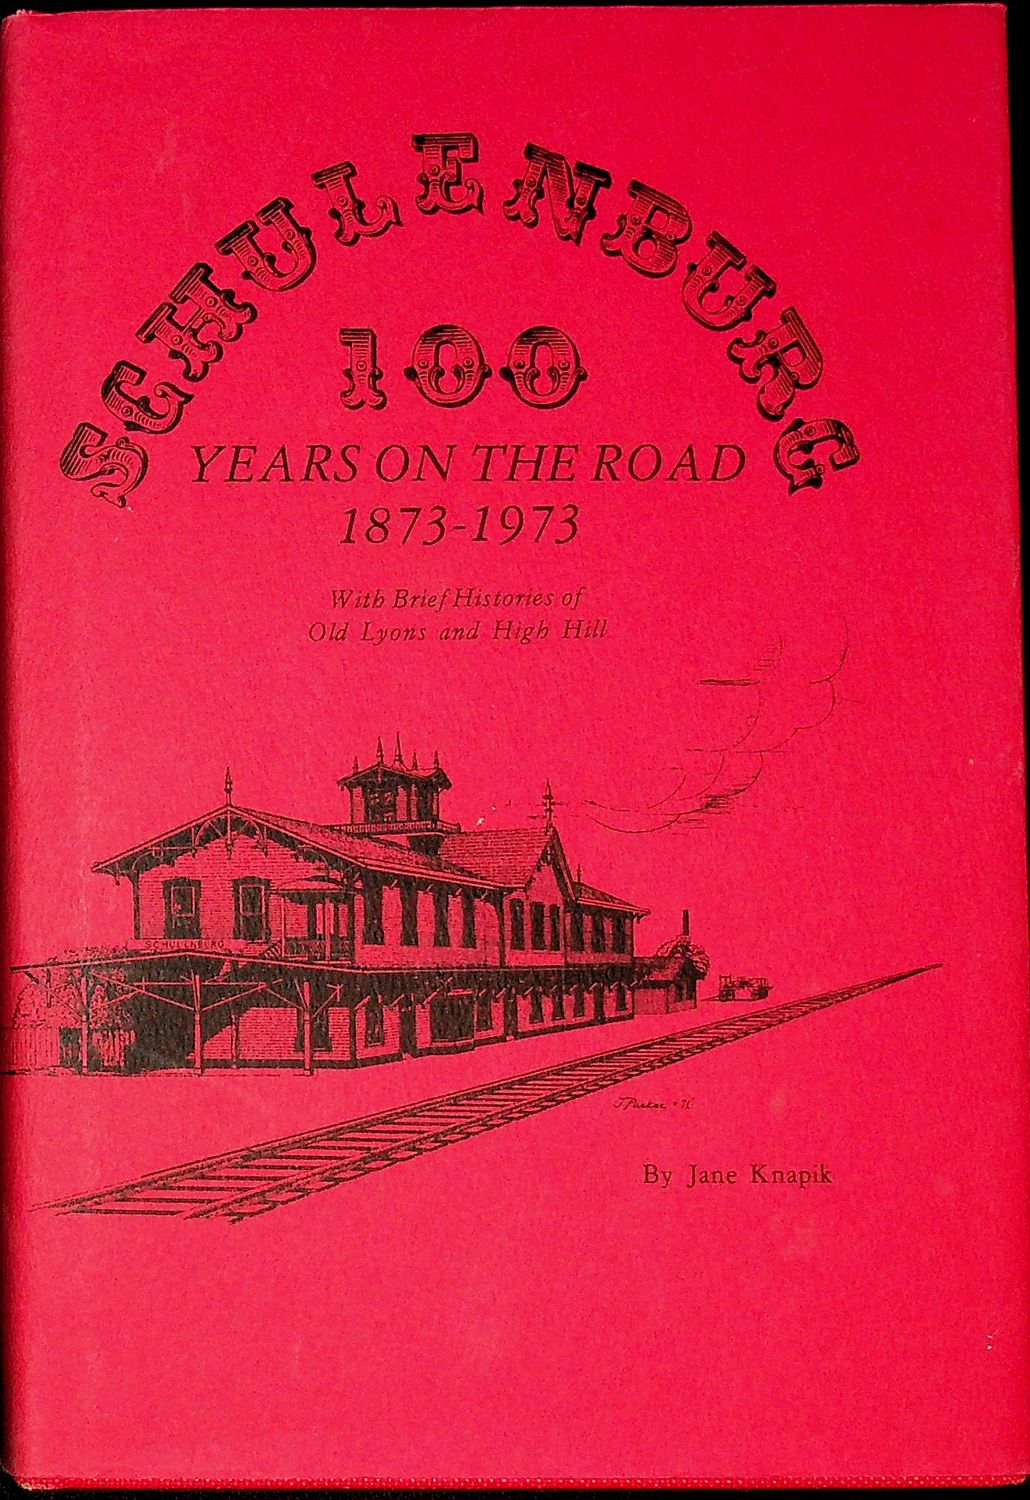 SCHULENBURG
100
YEARS ON THE ROAD
1873-1973
With Brief Histories of
Old Lyons and High Hill
SCHULENBURG
J Parker
By Jane Knapik